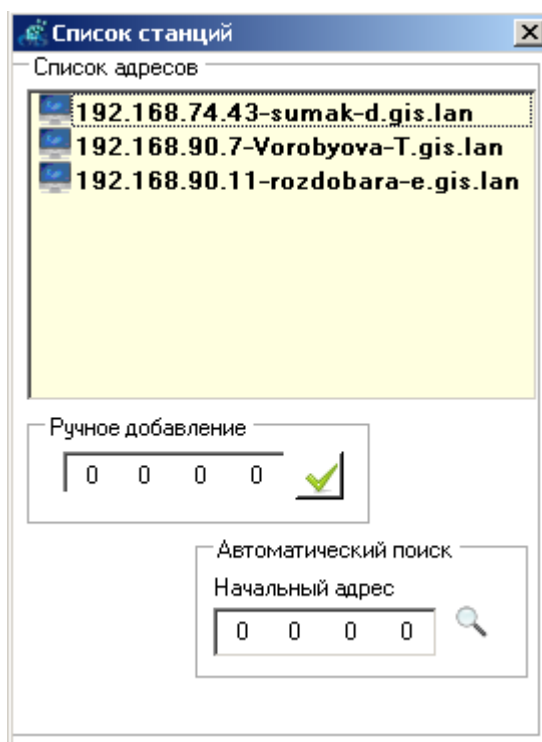 Список станций
Список адресов
192.168.74.43-sumak-d.gis.lan
192.168.90.7-Vorobyova-T.gis.lan
192.168.90.11-rozdobara-e.gis.lan
Ручное добавление
0 0 0 0
Автоматический поиск
Начальный адрес
0 0 0 0